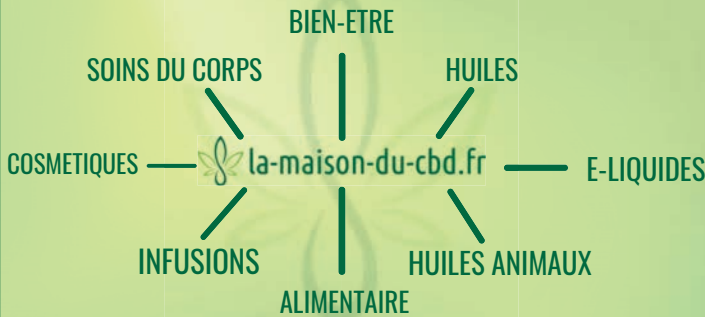 BIEN-ETRE
SOINS DU CORPS
HUILES
COSMETIQUES
la-maison-du-cbd.fr
E-LIQUIDES
INFUSIONS
HUILES ANIMAUX
ALIMENTAIRE